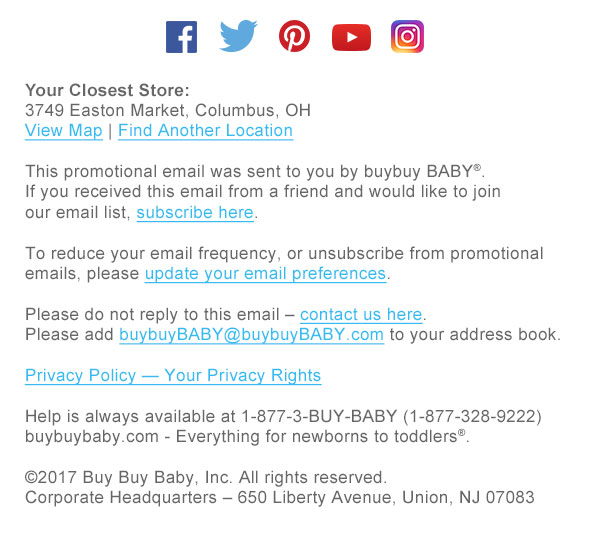 Your Closest Store:
3749 Easton Market, Columbus, OH
View Map | Find Another Location
This promotional email was sent to you by buybuy BABY®.
If you received this email from a friend and would like to join
our email list, subscribe here.
To reduce your email frequency, or unsubscribe from promotional
emails, please update your email preferences.
Please do not reply to this email – contact us here.
Please add buybuyBABY@buybuyBABY.com to your address book.
Privacy Policy — Your Privacy Rights
Help is always available at 1-877-3-BUY-BABY (1-877-328-9222)
buybuybaby.com - Everything for newborns to toddlers®.
©2017 Buy Buy Baby, Inc. All rights reserved.
Corporate Headquarters – 650 Liberty Avenue, Union, NJ 07083